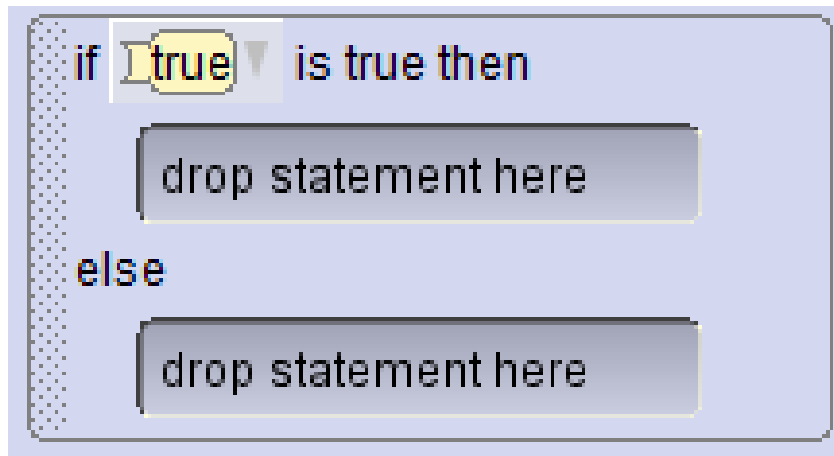 if true is true then
drop statement here
else
drop statement here